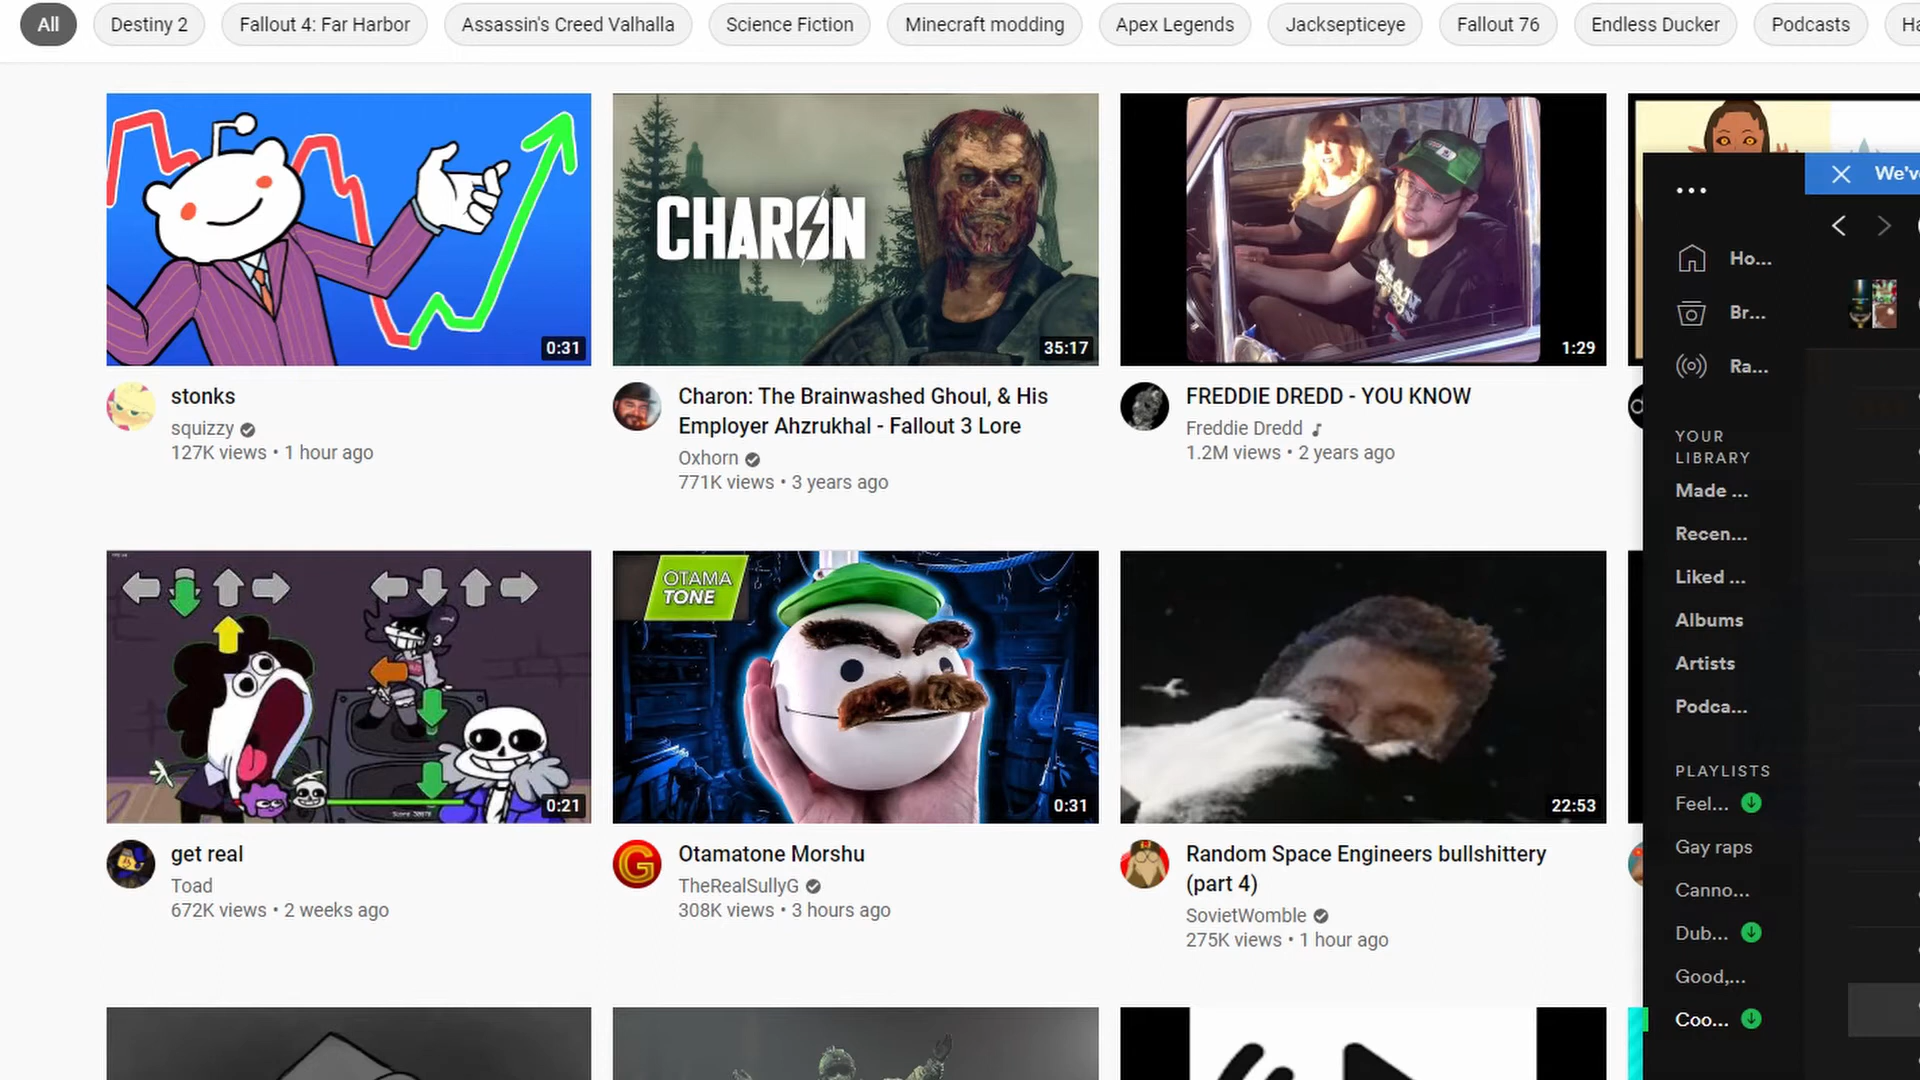 All
Destiny 2
Fallout 4: Far Harbor
Assassin's Creed Valhalla
Science Fiction
Minecraft modding
Apex Legends
Jacksepticeye
Fallout 76
Endless Ducker
Podcasts
Ha
0:31
CHARON
35:17
1:29
stonks
squizzy
127K views • 1 hour ago
Charon: The Brainwashed Ghoul, & His
Employer Ahzrukhal - Fallout 3 Lore
Oxhorn
771K views • 3 years ago
FREDDIE DREDD - YOU KNOW
Freddie Dredd
1.2M views • 2 years ago
0:21
OTAMA
TONE
0:31
22:53
get real
Toad
672K views • 2 weeks ago
Otamatone Morshu
TheRealSullyG
308K views • 3 hours ago
Random Space Engineers bullshittery
(part 4)
SovietWomble
275K views • 1 hour ago
We'v
Ho...
Br...
Ra...
YOUR
LIBRARY
Made ...
Recen...
Liked ...
Albums
Artists
Podca...
PLAYLISTS
Feel...
Gay raps
Canno...
Dub...
Good,...
Coo...